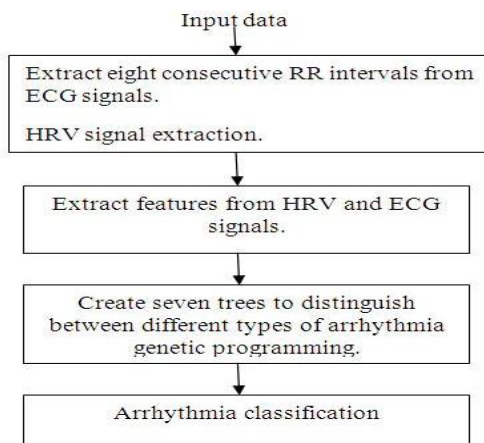 Input data
Extract eight consecutive RR intervals from
ECG signals.
HRV signal extraction.
Extract features from HRV and ECG
signals.
Create seven trees to distinguish
between different types of arrhythmia
genetic programming.
Arrhythmia classification